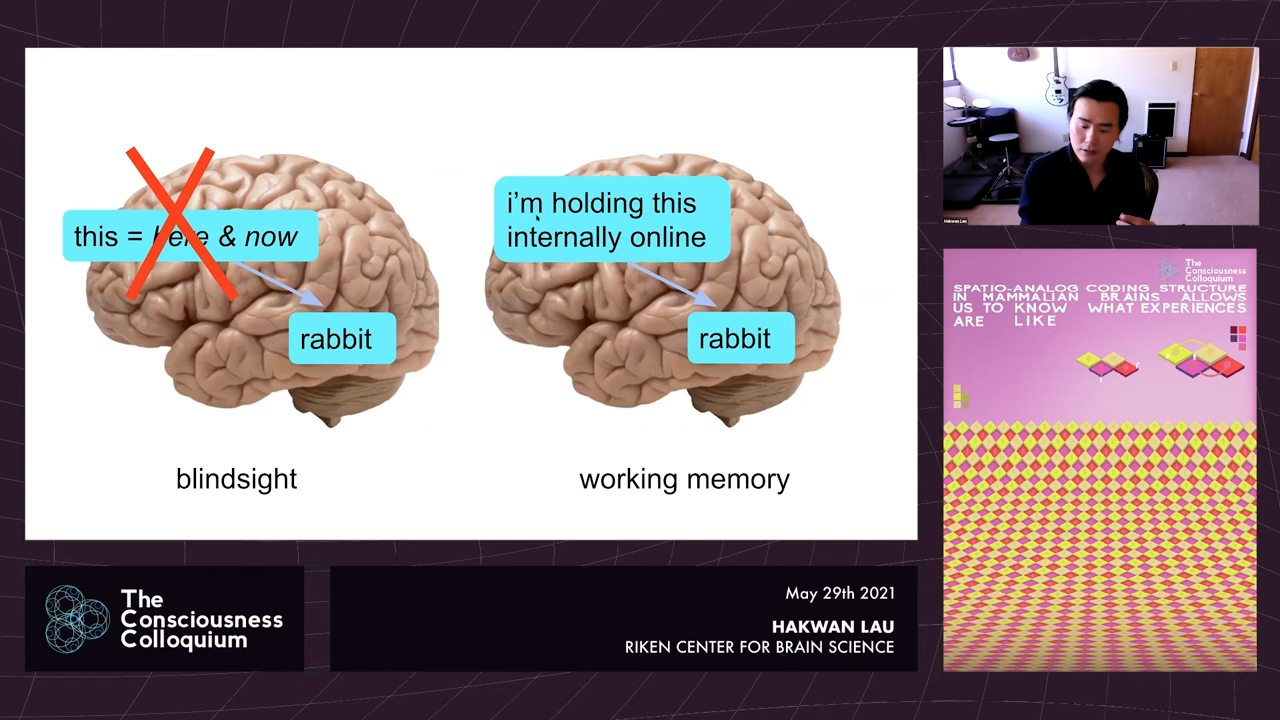 this = here & now
rabbit
blindsight
i'm holding this
internally online
rabbit
working memory
Hakwan Lau
The
Consciousness
Colloquium
SPATIO-ANALOG CODING STRUCTURE
IN MAMMALIAN BRAINS ALLOWS
US TO KNOW WHAT EXPERIENCES
ARE LIKE
The
Consciousness
Colloquium
May 29th 2021
HAKWAN LAU
RIKEN CENTER FOR BRAIN SCIENCE